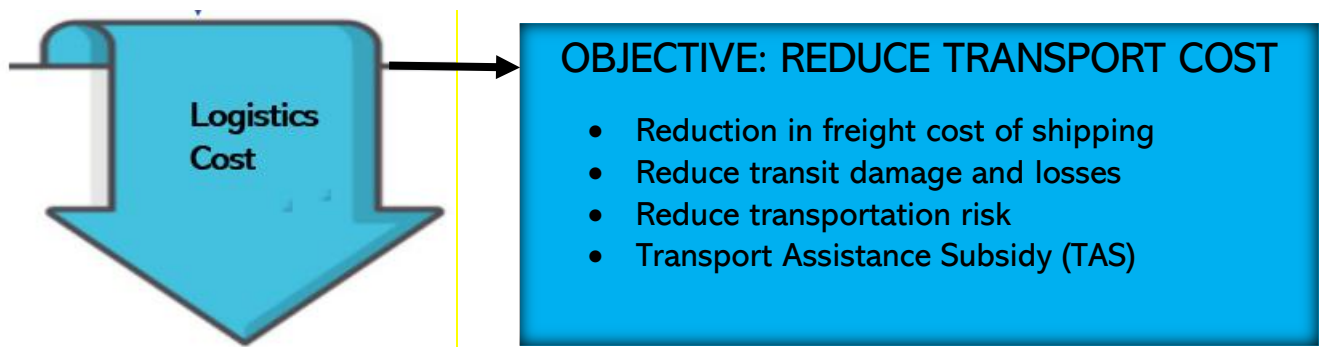 Logistics
Cost
OBJECTIVE: REDUCE TRANSPORT COST
• Reduction in freight cost of shipping
• Reduce transit damage and losses
• Reduce transportation risk
• Transport Assistance Subsidy (TAS)